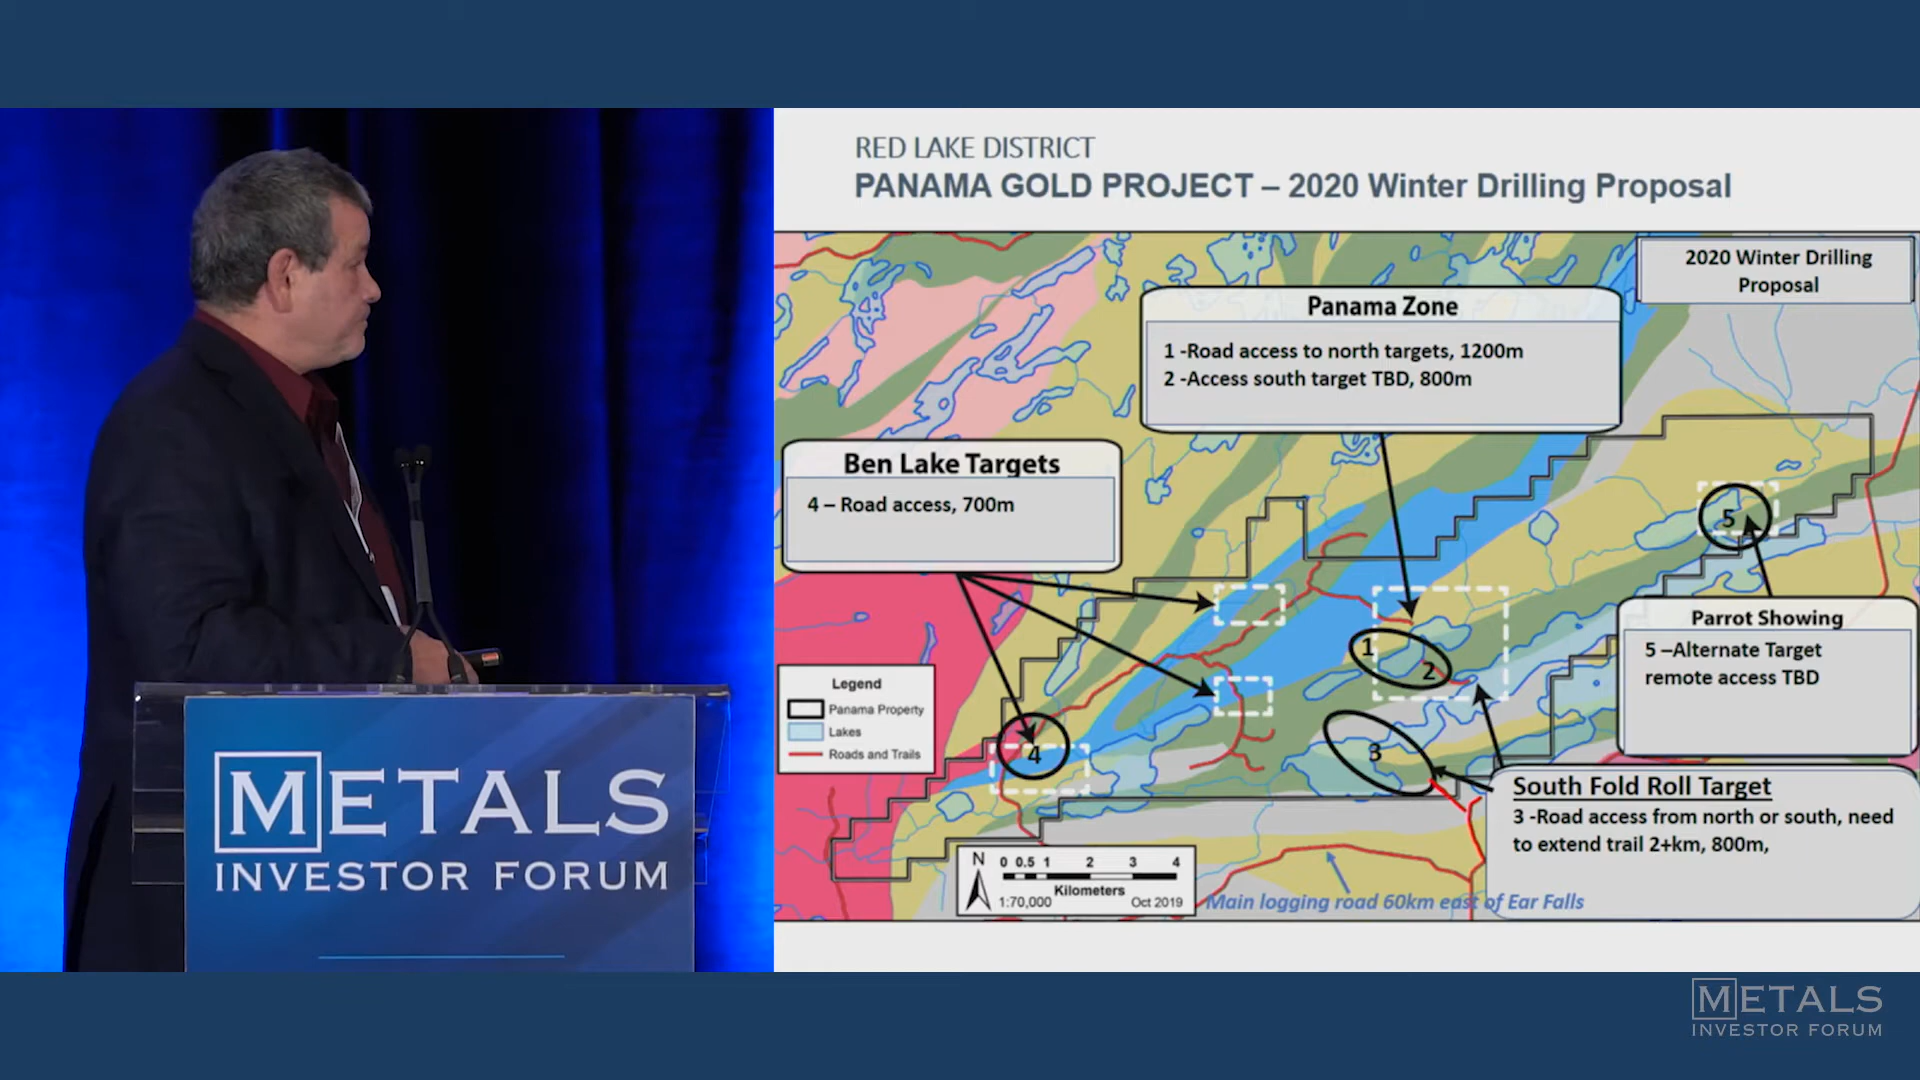 RED LAKE DISTRICT
PANAMA GOLD PROJECT – 2020 Winter Drilling Proposal
2020 Winter Drilling
Proposal
Panama Zone
1 -Road access to north targets, 1200m
2 -Access south target TBD, 800m
Ben Lake Targets
4 – Road access, 700m
5
Parrot Showing
5 –Alternate Target
remote access TBD
1
2
3
4
Legend
Panama Property
Lakes
Roads and Trails
South Fold Roll Target
3 -Road access from north or south, need
to extend trail 2+km, 800m,
N 0 0.5 1 2 3 4
Kilometers
1:70,000 Oct 2019
Main logging road 60km east of Ear Falls
METALS
INVESTOR FORUM
METALS
INVESTOR FORUM